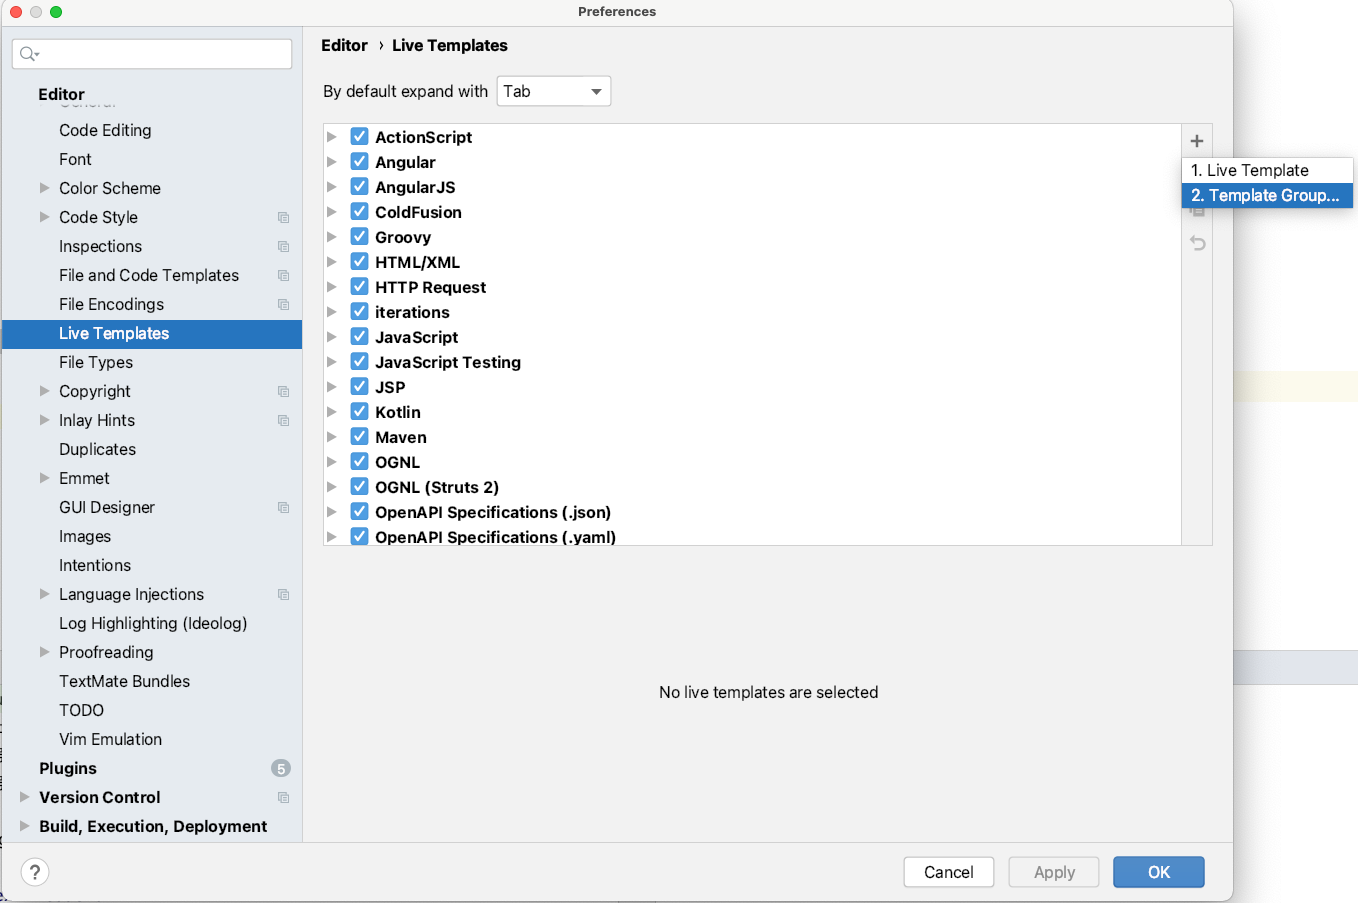 Preferences
Editor › Live Templates
By default expand with Tab
Editor
General
Code Editing
Font
Color Scheme
Code Style
Inspections
File and Code Templates
File Encodings
Live Templates
File Types
Copyright
Inlay Hints
Duplicates
Emmet
GUI Designer
Images
Intentions
Language Injections
Log Highlighting (Ideolog)
Proofreading
TextMate Bundles
TODO
Vim Emulation
Plugins 5
Version Control
Build, Execution, Deployment
ActionScript
Angular
AngularJS
ColdFusion
Groovy
HTML/XML
HTTP Request
iterations
JavaScript
JavaScript Testing
JSP
Kotlin
Maven
OGNL
OGNL (Struts 2)
OpenAPI Specifications (.json)
OpenAPI Specifications (.yaml)
1. Live Template
2. Template Group...
No live templates are selected
?
Cancel
Apply
OK